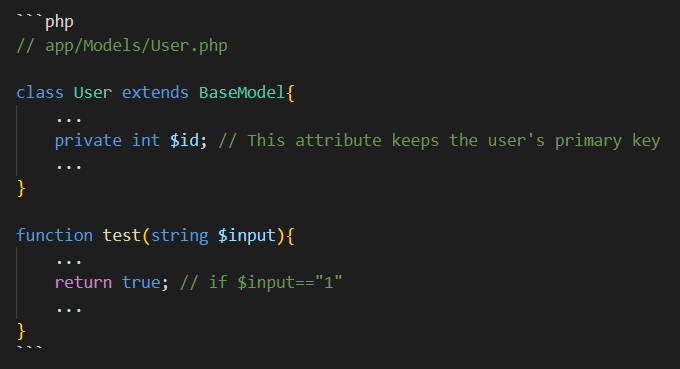 ```php
// app/Models/User.php
class User extends BaseModel{
    ...
    private int $id; // This attribute keeps the user's primary key
    ...
}
function test(string $input){
    ...
    return true; // if $input=="1"
    ...
}
```